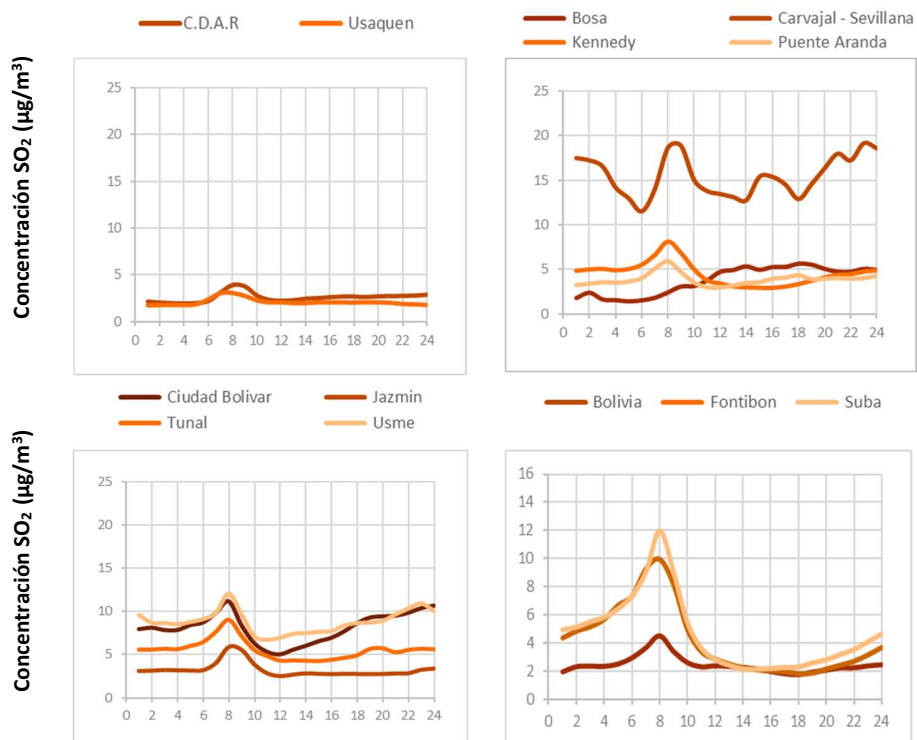 C.D.A.R Usaquen
Concentración SO₂ (µg/m³)
25
20
15
10
5
0
0 2 4 6 8 10 12 14 16 18 20 22 24
Bosa Carvajal - Sevillana
Kennedy Puente Aranda
25
20
15
10
5
0
0 2 4 6 8 10 12 14 16 18 20 22 24
Ciudad Bolivar Jazmin
Tunal Usme
Concentración SO₂ (µg/m³)
25
20
15
10
5
0
0 2 4 6 8 10 12 14 16 18 20 22 24
Bolivia Fontibon Suba
16
14
12
10
8
6
4
2
0
0 2 4 6 8 10 12 14 16 18 20 22 24